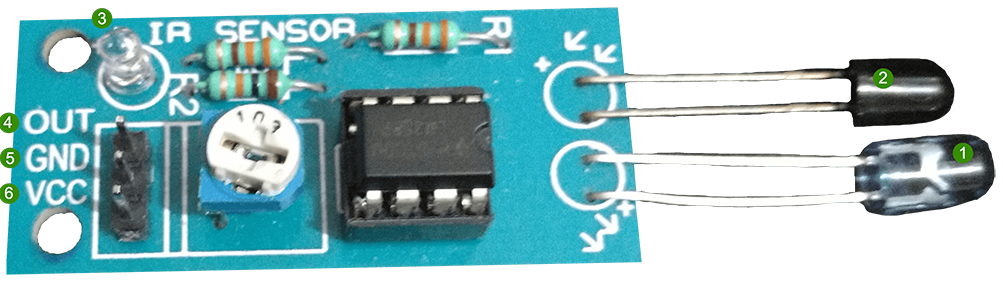 3
IR SENSOR
R1
R2
2
4 OUT
103
5 GND
1
6 VCC
+
+